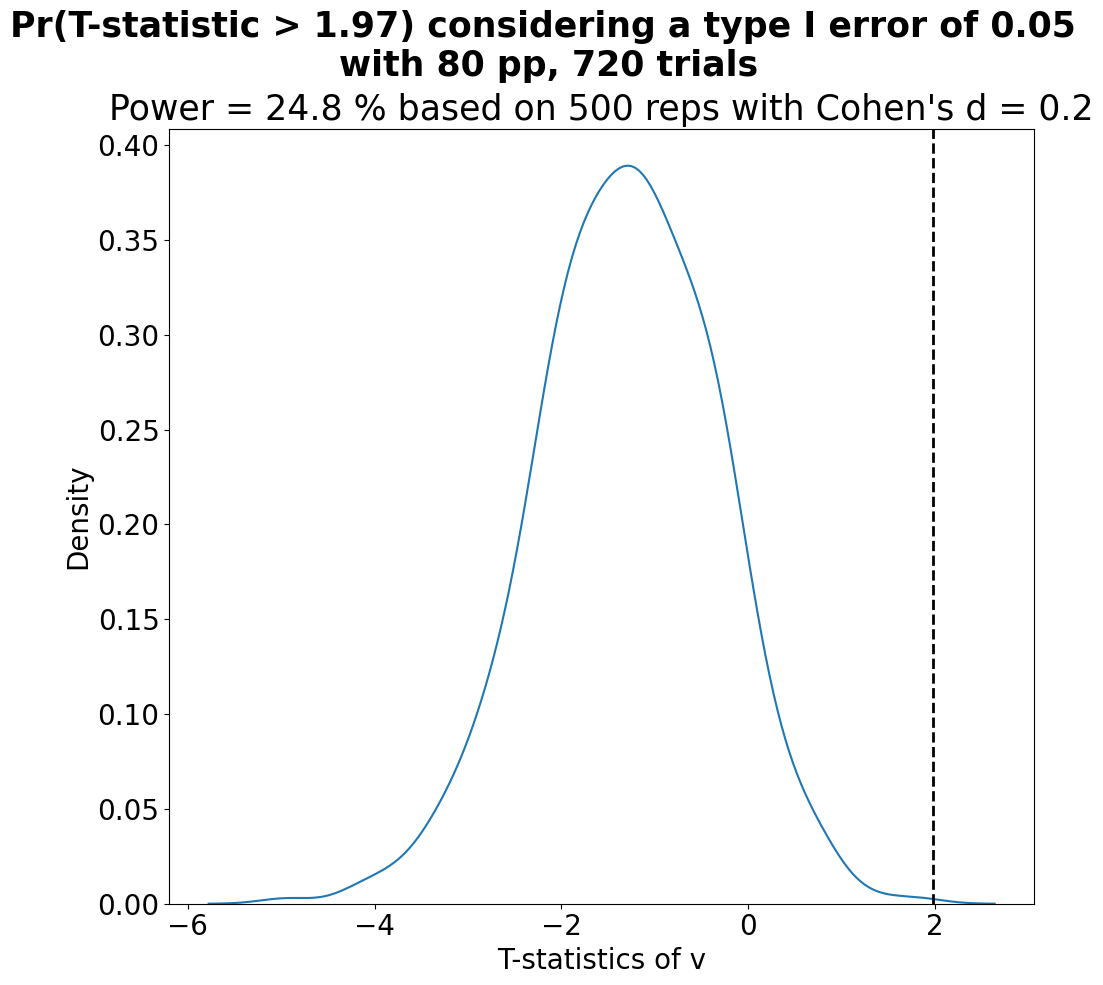 Pr(T-statistic > 1.97) considering a type I error of 0.05
with 80 pp, 720 trials
Power = 24.8 % based on 500 reps with Cohen's d = 0.2
0.40
0.35
0.30
0.25
0.20
0.15
0.10
0.05
0.00
Density
−6
−4
−2
0
2
T-statistics of v